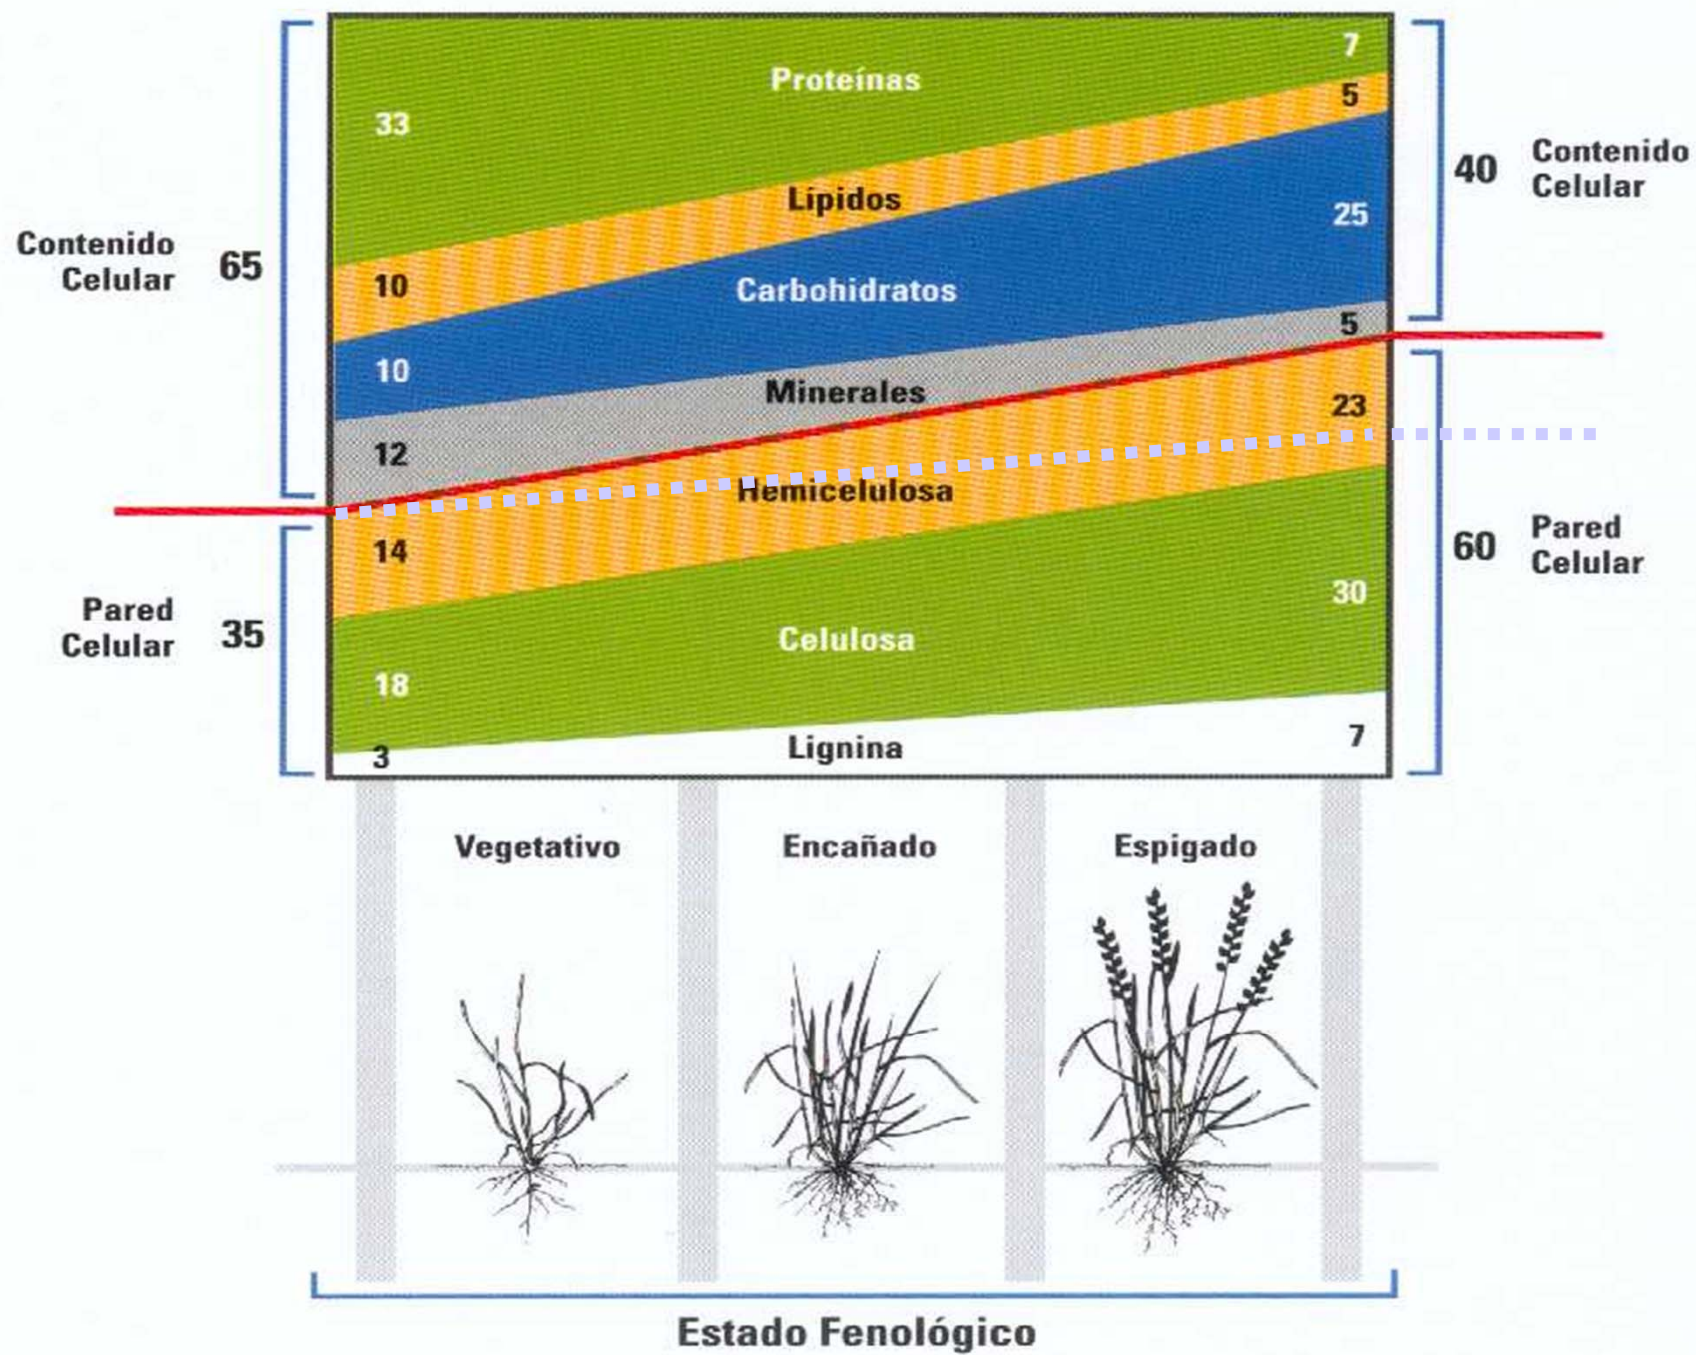 Contenido
Celular
65
Pared
Celular
35
Proteínas
33
7
Lípidos
10
5
Carbohidratos
10
25
Minerales
12
5
Hemicelulosa
14
23
Celulosa
18
30
Lignina
3
7
40
Contenido
Celular
60
Pared
Celular
Vegetativo
Encañado
Espigado
Estado Fenológico